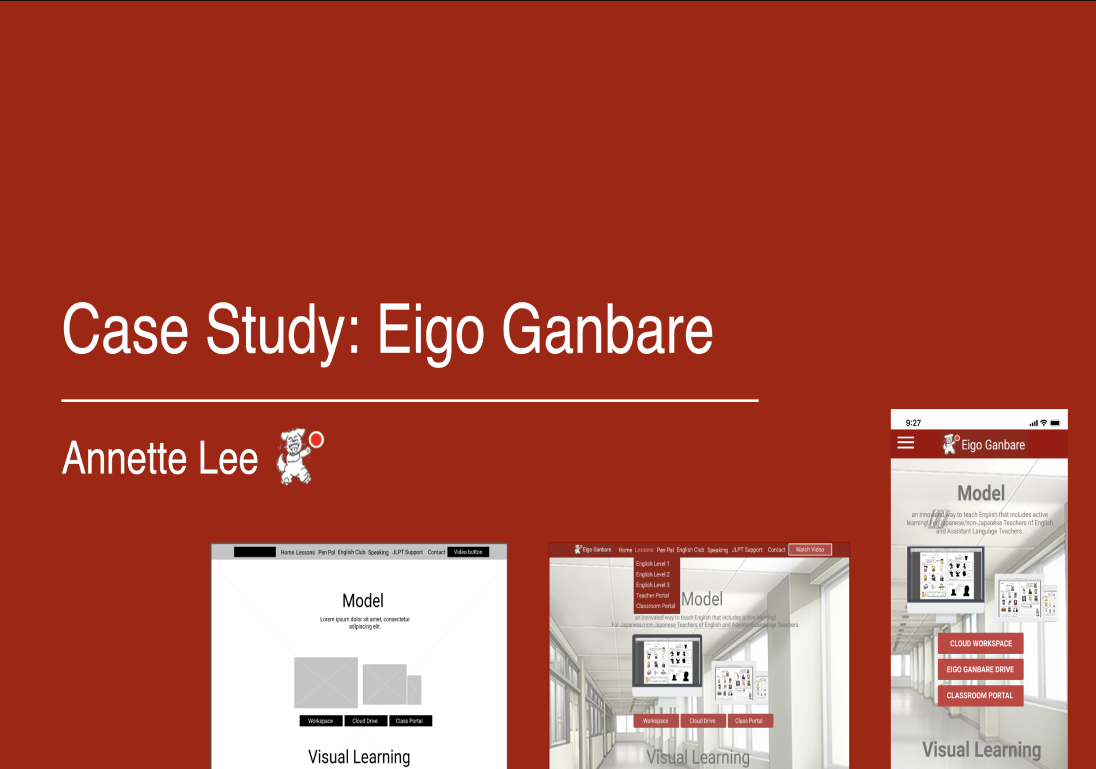 Case Study: Eigo Ganbare
Annette Lee
Home Lessons Pen Pal English Club Speaking JLPT Support Contact Video button
Model
Lorem ipsum dolor sit amet, consectetur
adipiscing elit.
Workspace Cloud Drive Class Portal
Visual Learning
Eigo Ganbare Home Lessons Pen Pal English Club Speaking JLPT Support Contact Watch Video
English Level 1
English Level 2
English Level 3
Teacher Portal
Classroom Portal
Model
an innovated way to teach English that includes active learning!
For Japanese/non-Japanese Teachers of English and Assistant Language Teachers.
Workspace Cloud Drive Class Portal
Visual Learning
9:27
Eigo Ganbare
Model
an innovated way to teach English that includes active
learning! For Japanese/non-Japanese Teachers of English
and Assistant Language Teachers.
CLOUD WORKSPACE
EIGO GANBARE DRIVE
CLASSROOM PORTAL
Visual Learning